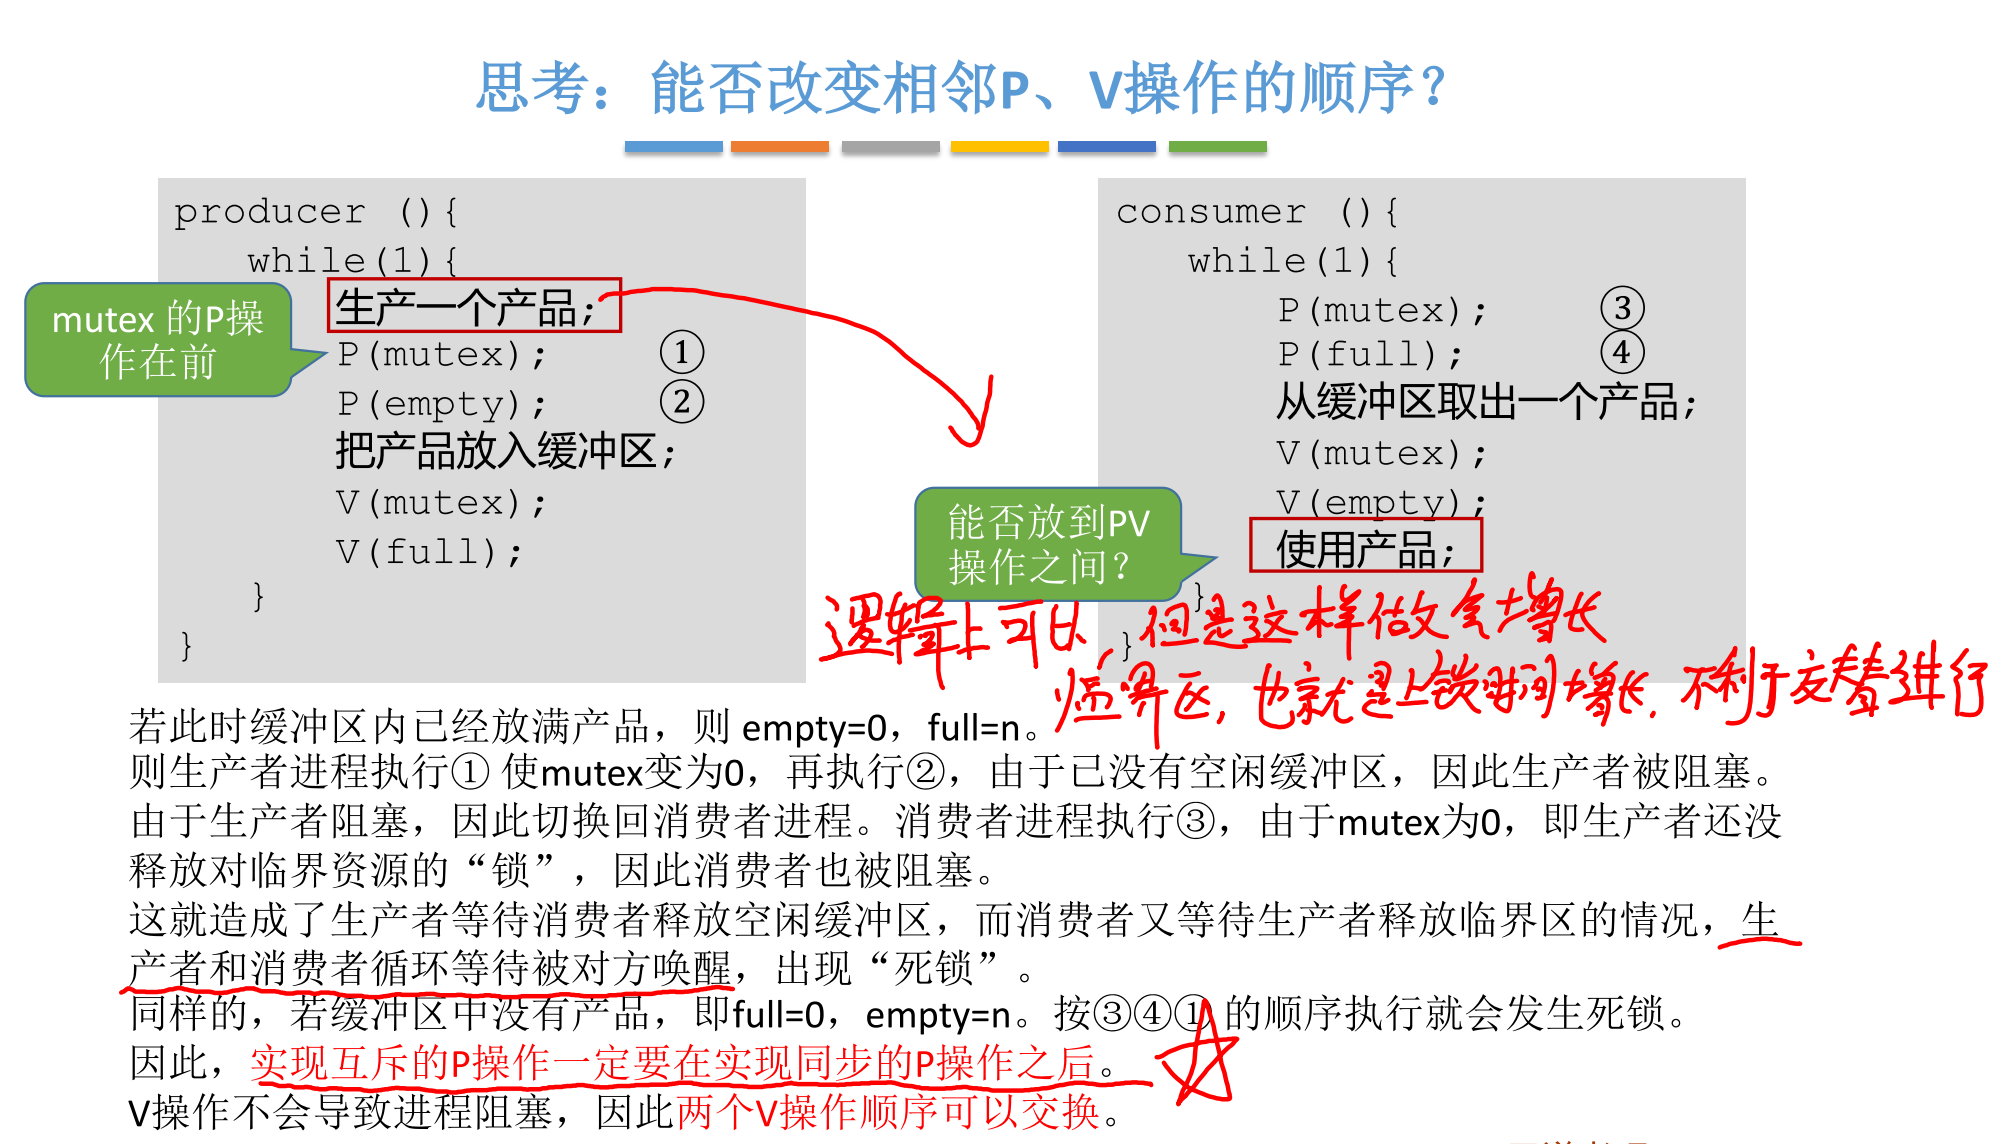 思考：能否改变相邻P、V操作的顺序？
producer (){
while(1){
生产一个产品;
P(mutex); ①
P(empty); ②
把产品放入缓冲区;
V(mutex);
V(full);
}
}
mutex 的P操
作在前
consumer (){
while(1){
P(mutex); ③
P(full); ④
从缓冲区取出一个产品;
V(mutex);
V(empty);
使用产品;
}
}
能否放到PV
操作之间？
逻辑上可以，但是这样做会增长
临界区，也就是上锁时间增长．不利于交替进行
若此时缓冲区内已经放满产品，则 empty=0，full=n。
则生产者进程执行① 使mutex变为0，再执行②，由于已没有空闲缓冲区，因此生产者被阻塞。
由于生产者阻塞，因此切换回消费者进程。消费者进程执行③，由于mutex为0，即生产者还没
释放对临界资源的“锁”，因此消费者也被阻塞。
这就造成了生产者等待消费者释放空闲缓冲区，而消费者又等待生产者释放临界区的情况，生
产者和消费者循环等待被对方唤醒，出现“死锁”。
同样的，若缓冲区中没有产品，即full=0，empty=n。按③④① 的顺序执行就会发生死锁。
因此，实现互斥的P操作一定要在实现同步的P操作之后。
V操作不会导致进程阻塞，因此两个V操作顺序可以交换。